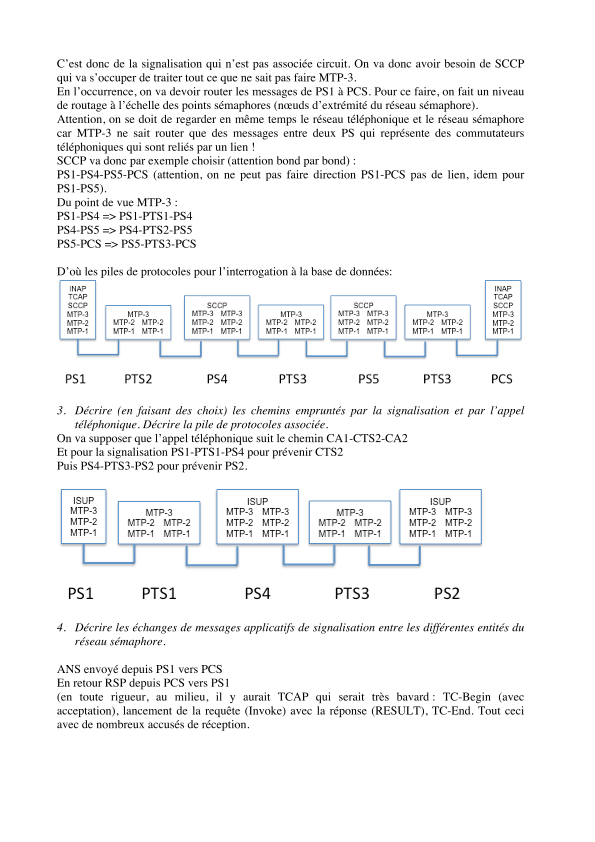 C'est donc de la signalisation qui n'est pas associée circuit. On va donc avoir besoin de SCCP
qui va s'occuper de traiter tout ce que ne sait pas faire MTP-3.
En l'occurrence, on va devoir router les messages de PS1 à PCS. Pour ce faire, on fait un niveau
de routage à l'échelle des points sémaphores (nœuds d'extrémité du réseau sémaphore).
Attention, on se doit de regarder en même temps le réseau téléphonique et le réseau sémaphore
car MTP-3 ne sait router que des messages entre deux PS qui représente des commutateurs
téléphoniques qui sont reliés par un lien !
SCCP va donc par exemple choisir (attention bond par bond) :
PS1-PS4-PS5-PCS (attention, on ne peut pas faire direction PS1-PCS pas de lien, idem pour
PS1-PS5).
Du point de vue MTP-3 :
PS1-PS4 => PS1-PTS1-PS4
PS4-PS5 => PS4-PTS2-PS5
PS5-PCS => PS5-PTS3-PCS
D'où les piles de protocoles pour l'interrogation à la base de données:
INAP
TCAP
SCCP
MTP-3
MTP-2
MTP-1
MTP-3
MTP-2 MTP-2
MTP-1 MTP-1
SCCP
MTP-3 MTP-3
MTP-2 MTP-2
MTP-1 MTP-1
MTP-3
MTP-2 MTP-2
MTP-1 MTP-1
SCCP
MTP-3 MTP-3
MTP-2 MTP-2
MTP-1 MTP-1
MTP-3
MTP-2 MTP-2
MTP-1 MTP-1
INAP
TCAP
SCCP
MTP-3
MTP-2
MTP-1
PS1 PTS2 PS4 PTS3 PS5 PTS3 PCS
3. Décrire (en faisant des choix) les chemins empruntés par la signalisation et par l'appel
téléphonique. Décrire la pile de protocoles associée.
On va supposer que l'appel téléphonique suit le chemin CA1-CTS2-CA2
Et pour la signalisation PS1-PTS1-PS4 pour prévenir CTS2
Puis PS4-PTS3-PS2 pour prévenir PS2.
ISUP
MTP-3
MTP-2
MTP-1
MTP-3
MTP-2 MTP-2
MTP-1 MTP-1
ISUP
MTP-3 MTP-3
MTP-2 MTP-2
MTP-1 MTP-1
MTP-3
MTP-2 MTP-2
MTP-1 MTP-1
ISUP
MTP-3 MTP-3
MTP-2 MTP-2
MTP-1 MTP-1
PS1 PTS1 PS4 PTS3 PS2
4. Décrire les échanges de messages applicatifs de signalisation entre les différentes entités du
réseau sémaphore.
ANS envoyé depuis PS1 vers PCS
En retour RSP depuis PCS vers PS1
(en toute rigueur, au milieu, il y aurait TCAP qui serait très bavard : TC-Begin (avec
acceptation), lancement de la requête (Invoke) avec la réponse (RESULT), TC-End. Tout ceci
avec de nombreux accusés de réception.